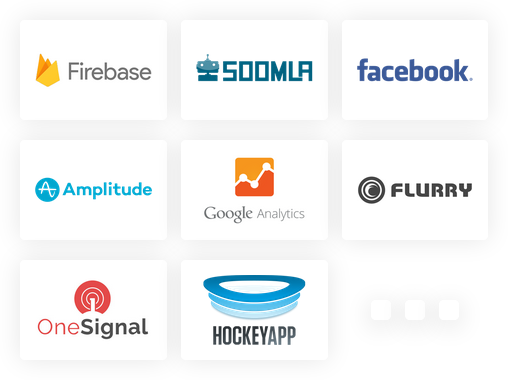 Firebase
SOOMLA
facebook
Amplitude
Google Analytics
FLURRY
OneSignal
HOCKEYAPP